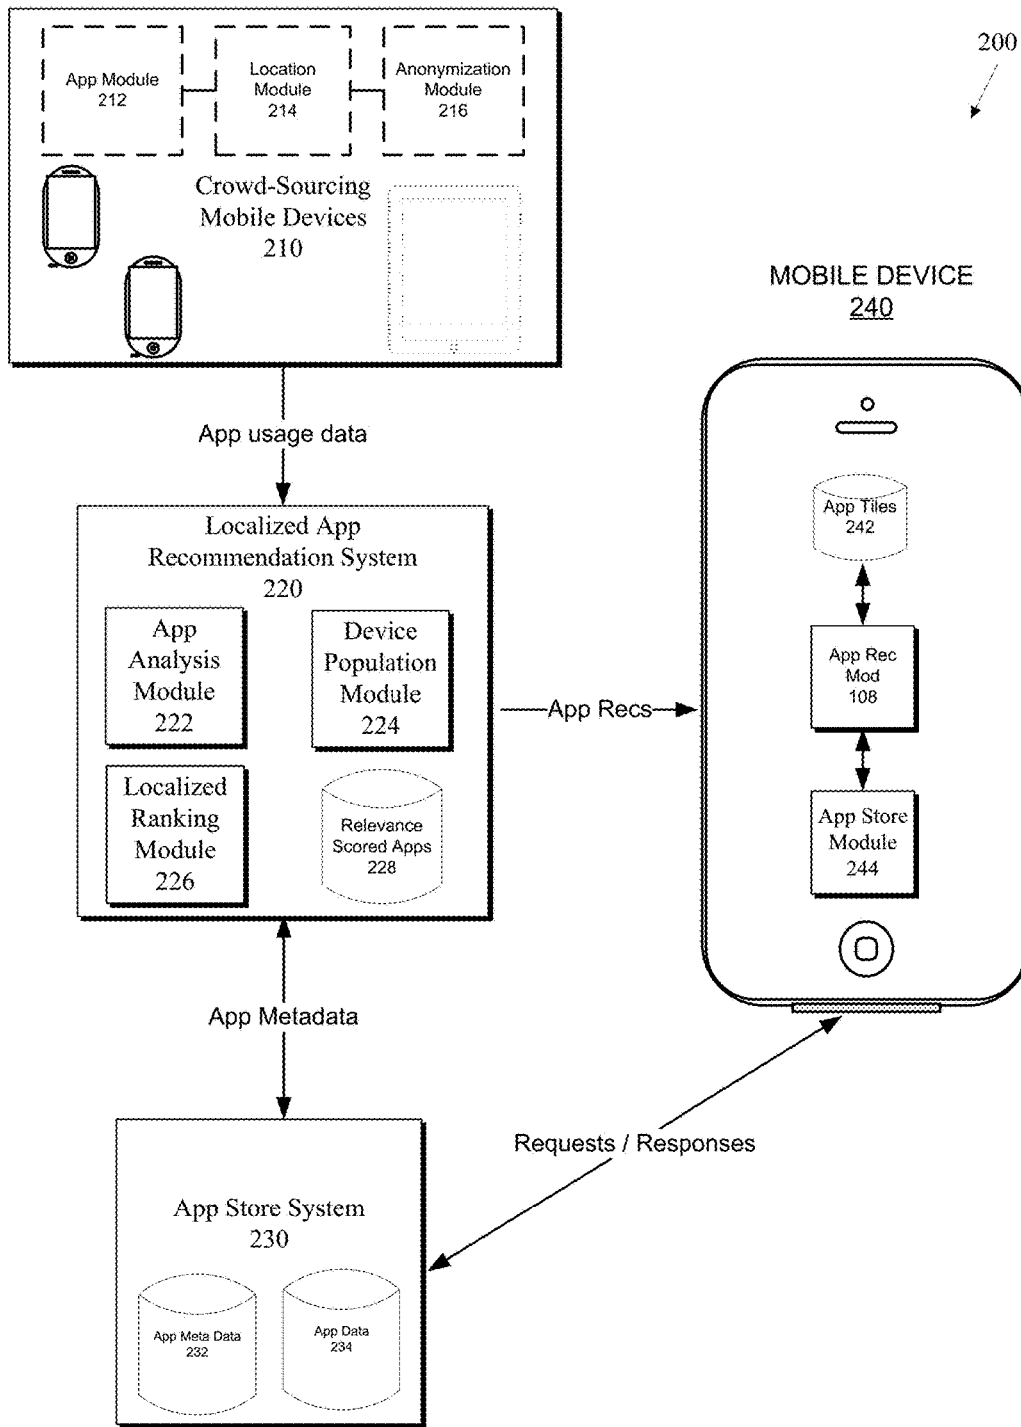 200
App Module
212
Location
Module
214
Anonymization
Module
216
Crowd-Sourcing
Mobile Devices
210
MOBILE DEVICE
240
App usage data
App Tiles
242
Localized App
Recommendation System
220
App
Analysis
Module
222
Device
Population
Module
224
App Rec
Mod
108
App Recs
Localized
Ranking
Module
226
Relevance
Scored Apps
228
App Store
Module
244
App Metadata
Requests / Responses
App Store System
230
App Meta Data
232
App Data
234